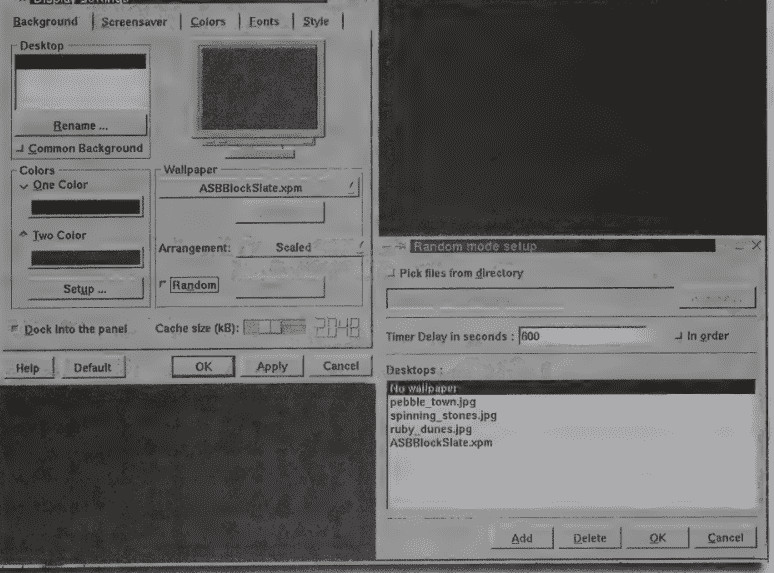 Display Settings
Background Screensaver Colors Fonts Style
Desktop
Rename ...
Common Background
Colors
One Color
Two Color
Setup ...
Wallpaper
ASBBlockSlate.xpm
Arrangement: Scaled
Random
Dock into the panel
Cache size (kB): 2048
Help Default OK Apply Cancel
Random mode setup
Pick files from directory
Timer Delay in seconds : 600 In order
Desktops :
No wallpaper
pebble_town.jpg
spinning_stones.jpg
ruby_dunes.jpg
ASBBlockSlate.xpm
Add Delete OK Cancel